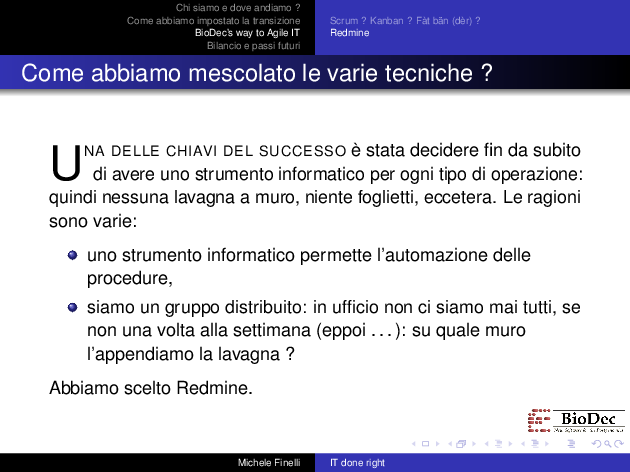 Chi siamo e dove andiamo ?
Come abbiamo impostato la transizione
BioDec's way to Agile IT
Bilancio e passi futuri
Scrum ? Kanban ? Fàt bãn (dèr) ?
Redmine
Come abbiamo mescolato le varie tecniche ?
UNA DELLE CHIAVI DEL SUCCESSO è stata decidere fin da subito
di avere uno strumento informatico per ogni tipo di operazione:
quindi nessuna lavagna a muro, niente foglietti, eccetera. Le ragioni
sono varie:
uno strumento informatico permette l'automazione delle
procedure,
siamo un gruppo distribuito: in ufficio non ci siamo mai tutti, se
non una volta alla settimana (eppoi . . . ): su quale muro
l'appendiamo la lavagna ?
Abbiamo scelto Redmine.
BioDec
Michele Finelli
IT done right